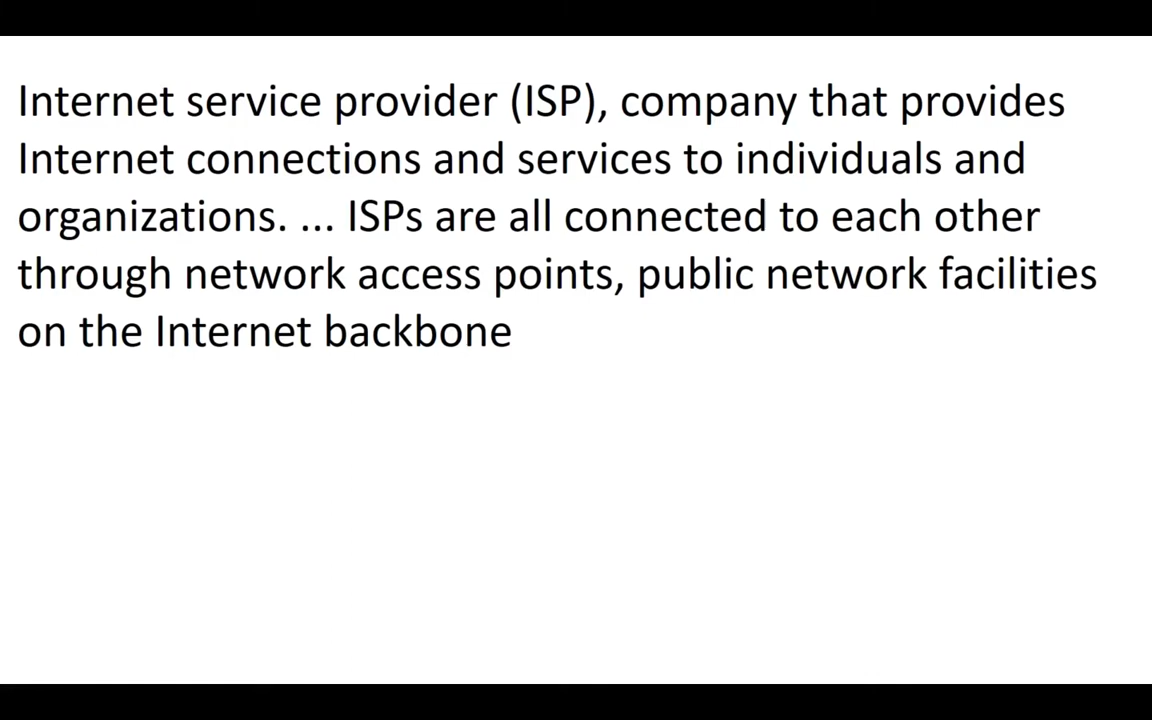 Internet service provider (ISP), company that provides
Internet connections and services to individuals and
organizations. ... ISPs are all connected to each other
through network access points, public network facilities
on the Internet backbone